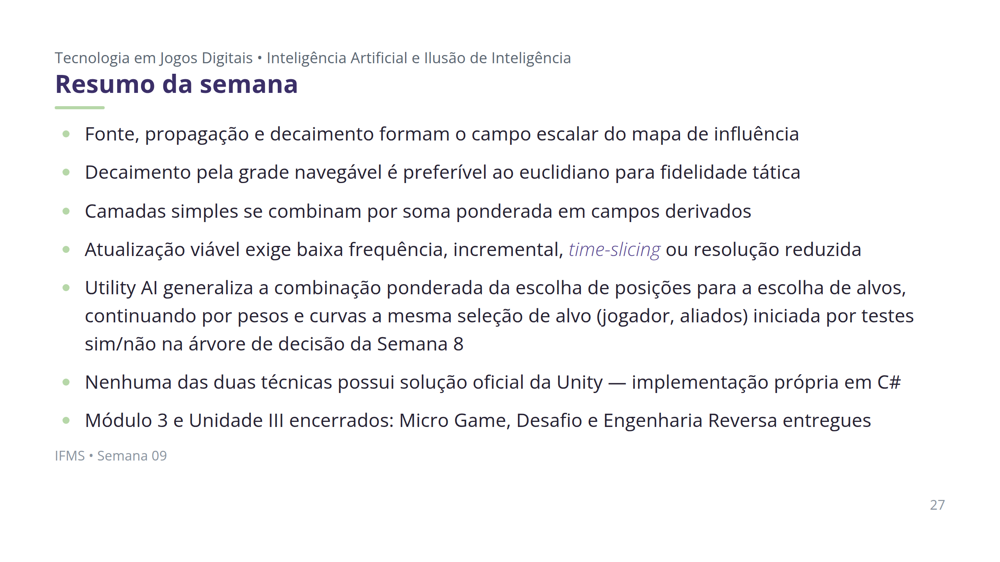 Tecnologia em Jogos Digitais • Inteligência Artificial e Ilusão de Inteligência
Resumo da semana
• Fonte, propagação e decaimento formam o campo escalar do mapa de influência
• Decaimento pela grade navegável é preferível ao euclidiano para fidelidade tática
• Camadas simples se combinam por soma ponderada em campos derivados
• Atualização viável exige baixa frequência, incremental, time-slicing ou resolução reduzida
• Utility AI generaliza a combinação ponderada da escolha de posições para a escolha de alvos,
continuando por pesos e curvas a mesma seleção de alvo (jogador, aliados) iniciada por testes
sim/não na árvore de decisão da Semana 8
• Nenhuma das duas técnicas possui solução oficial da Unity — implementação própria em C#
• Módulo 3 e Unidade III encerrados: Micro Game, Desafio e Engenharia Reversa entregues
IFMS • Semana 09
27